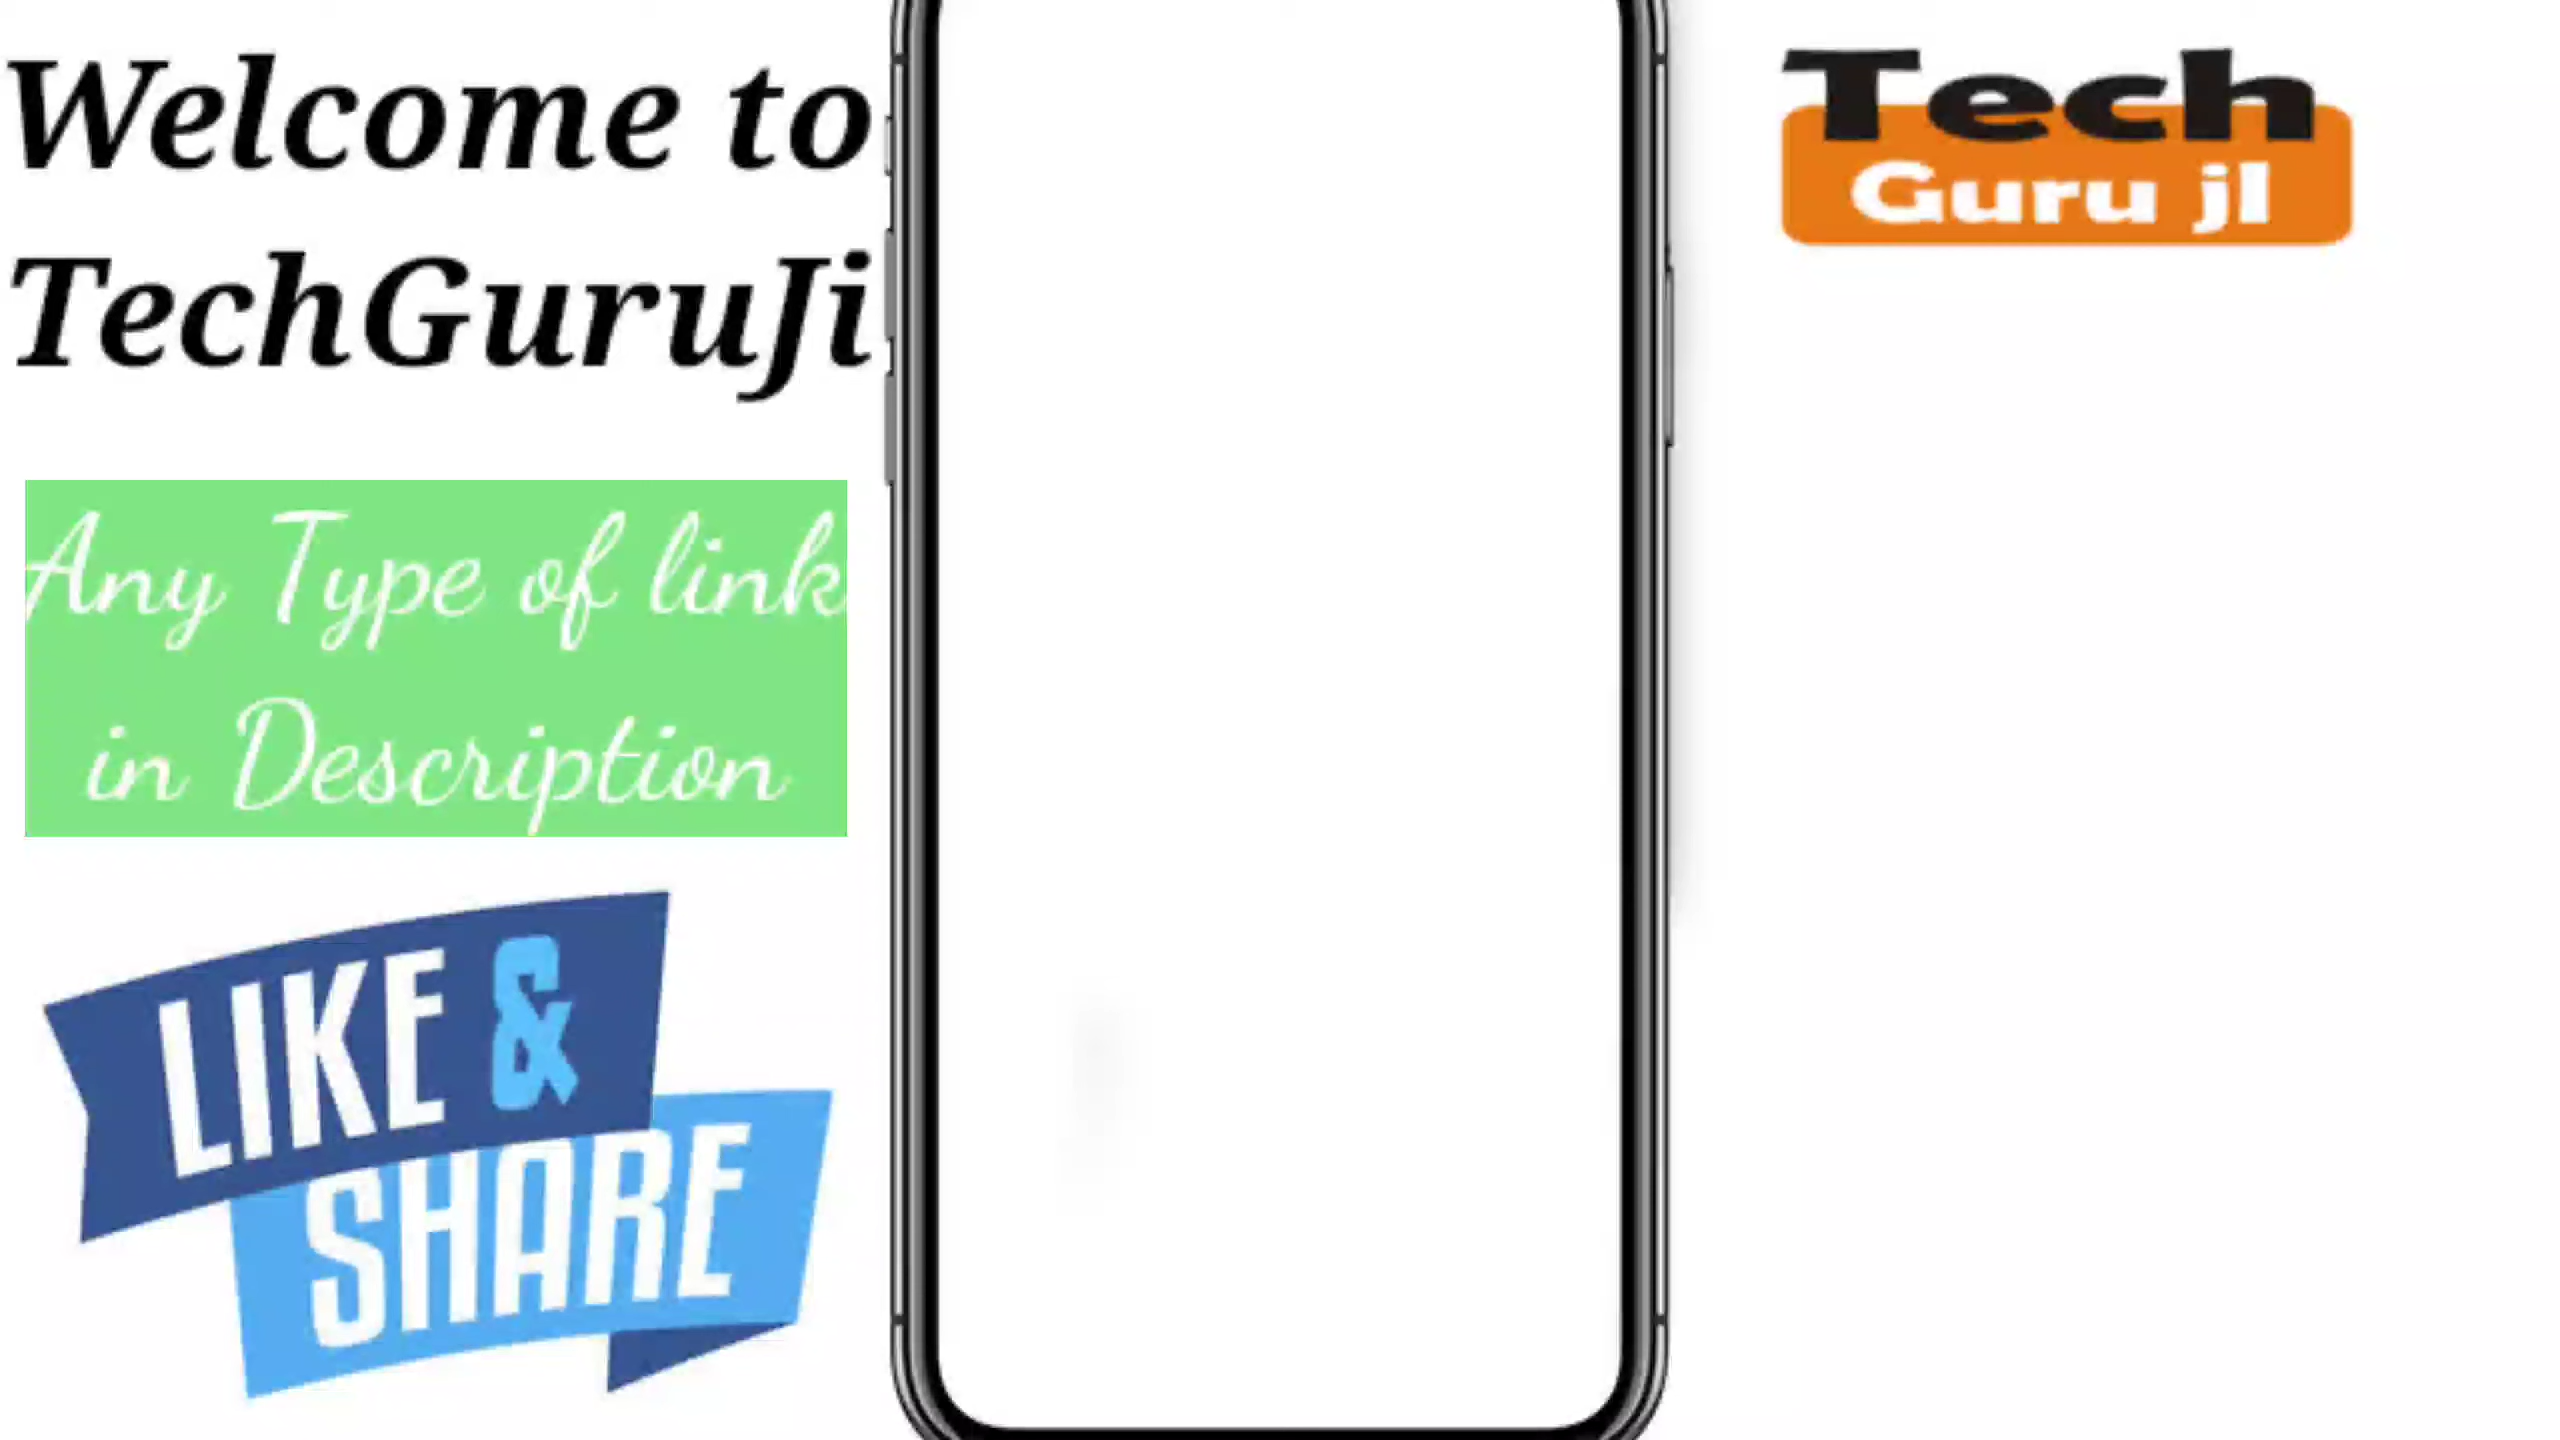 Welcome to
TechGuruJi
Any Type of link
in Description
LIKE &
SHARE
Tech
Guru jI